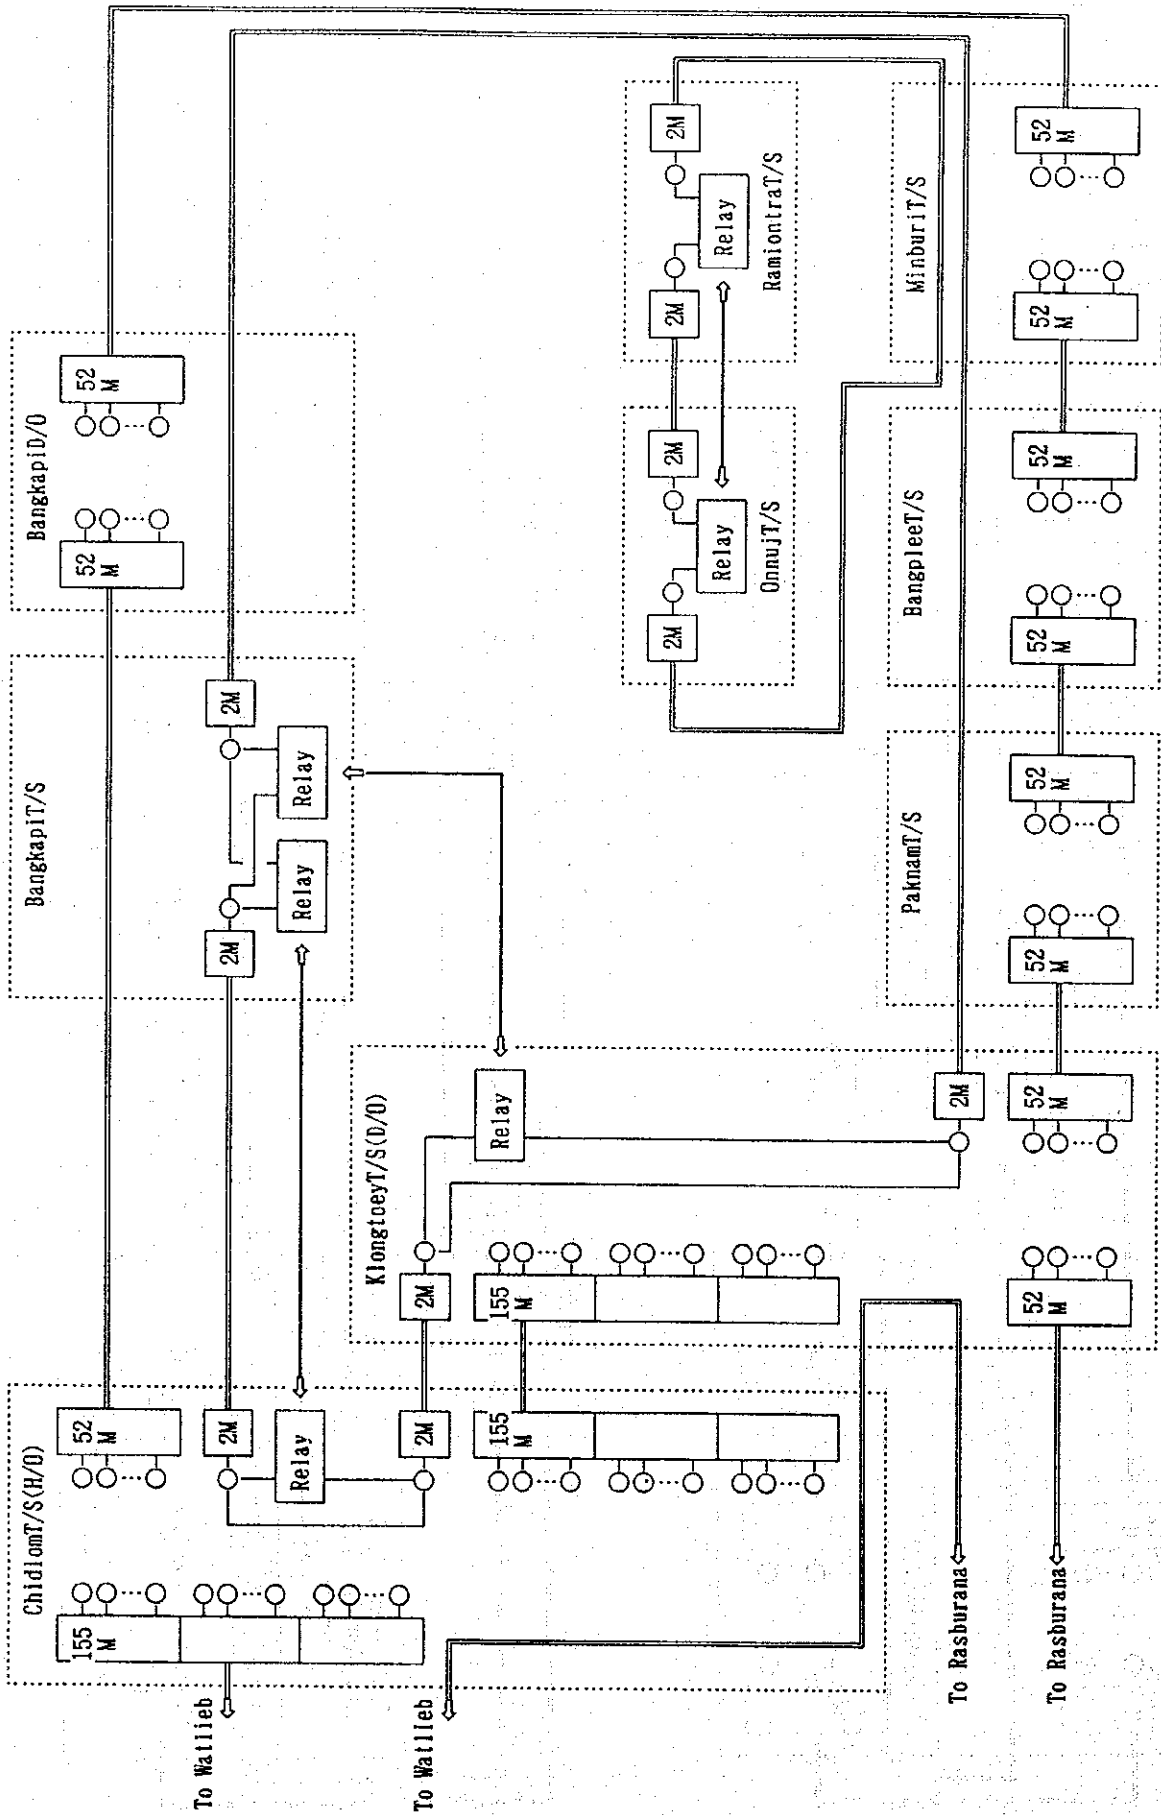 ChidlomT/S(H/O)
155
M
52
M
2M
Relay
2M
155
M
To Watlieb
To Watlleb
BangkapiT/S
2M
Relay
Relay
2M
BangkapiD/O
52
M
52
M
KlongtoeyT/S(D/O)
2M
155
M
Relay
2M
52
M
52
M
To Rasburana
To Rasburana
2M
Relay
2M
OnnujT/S
2M
Relay
2M
RamiontraT/S
PaknamT/S
52
M
52
M
BangpleeT/S
52
M
52
M
MinburiT/S
52
M
52
M